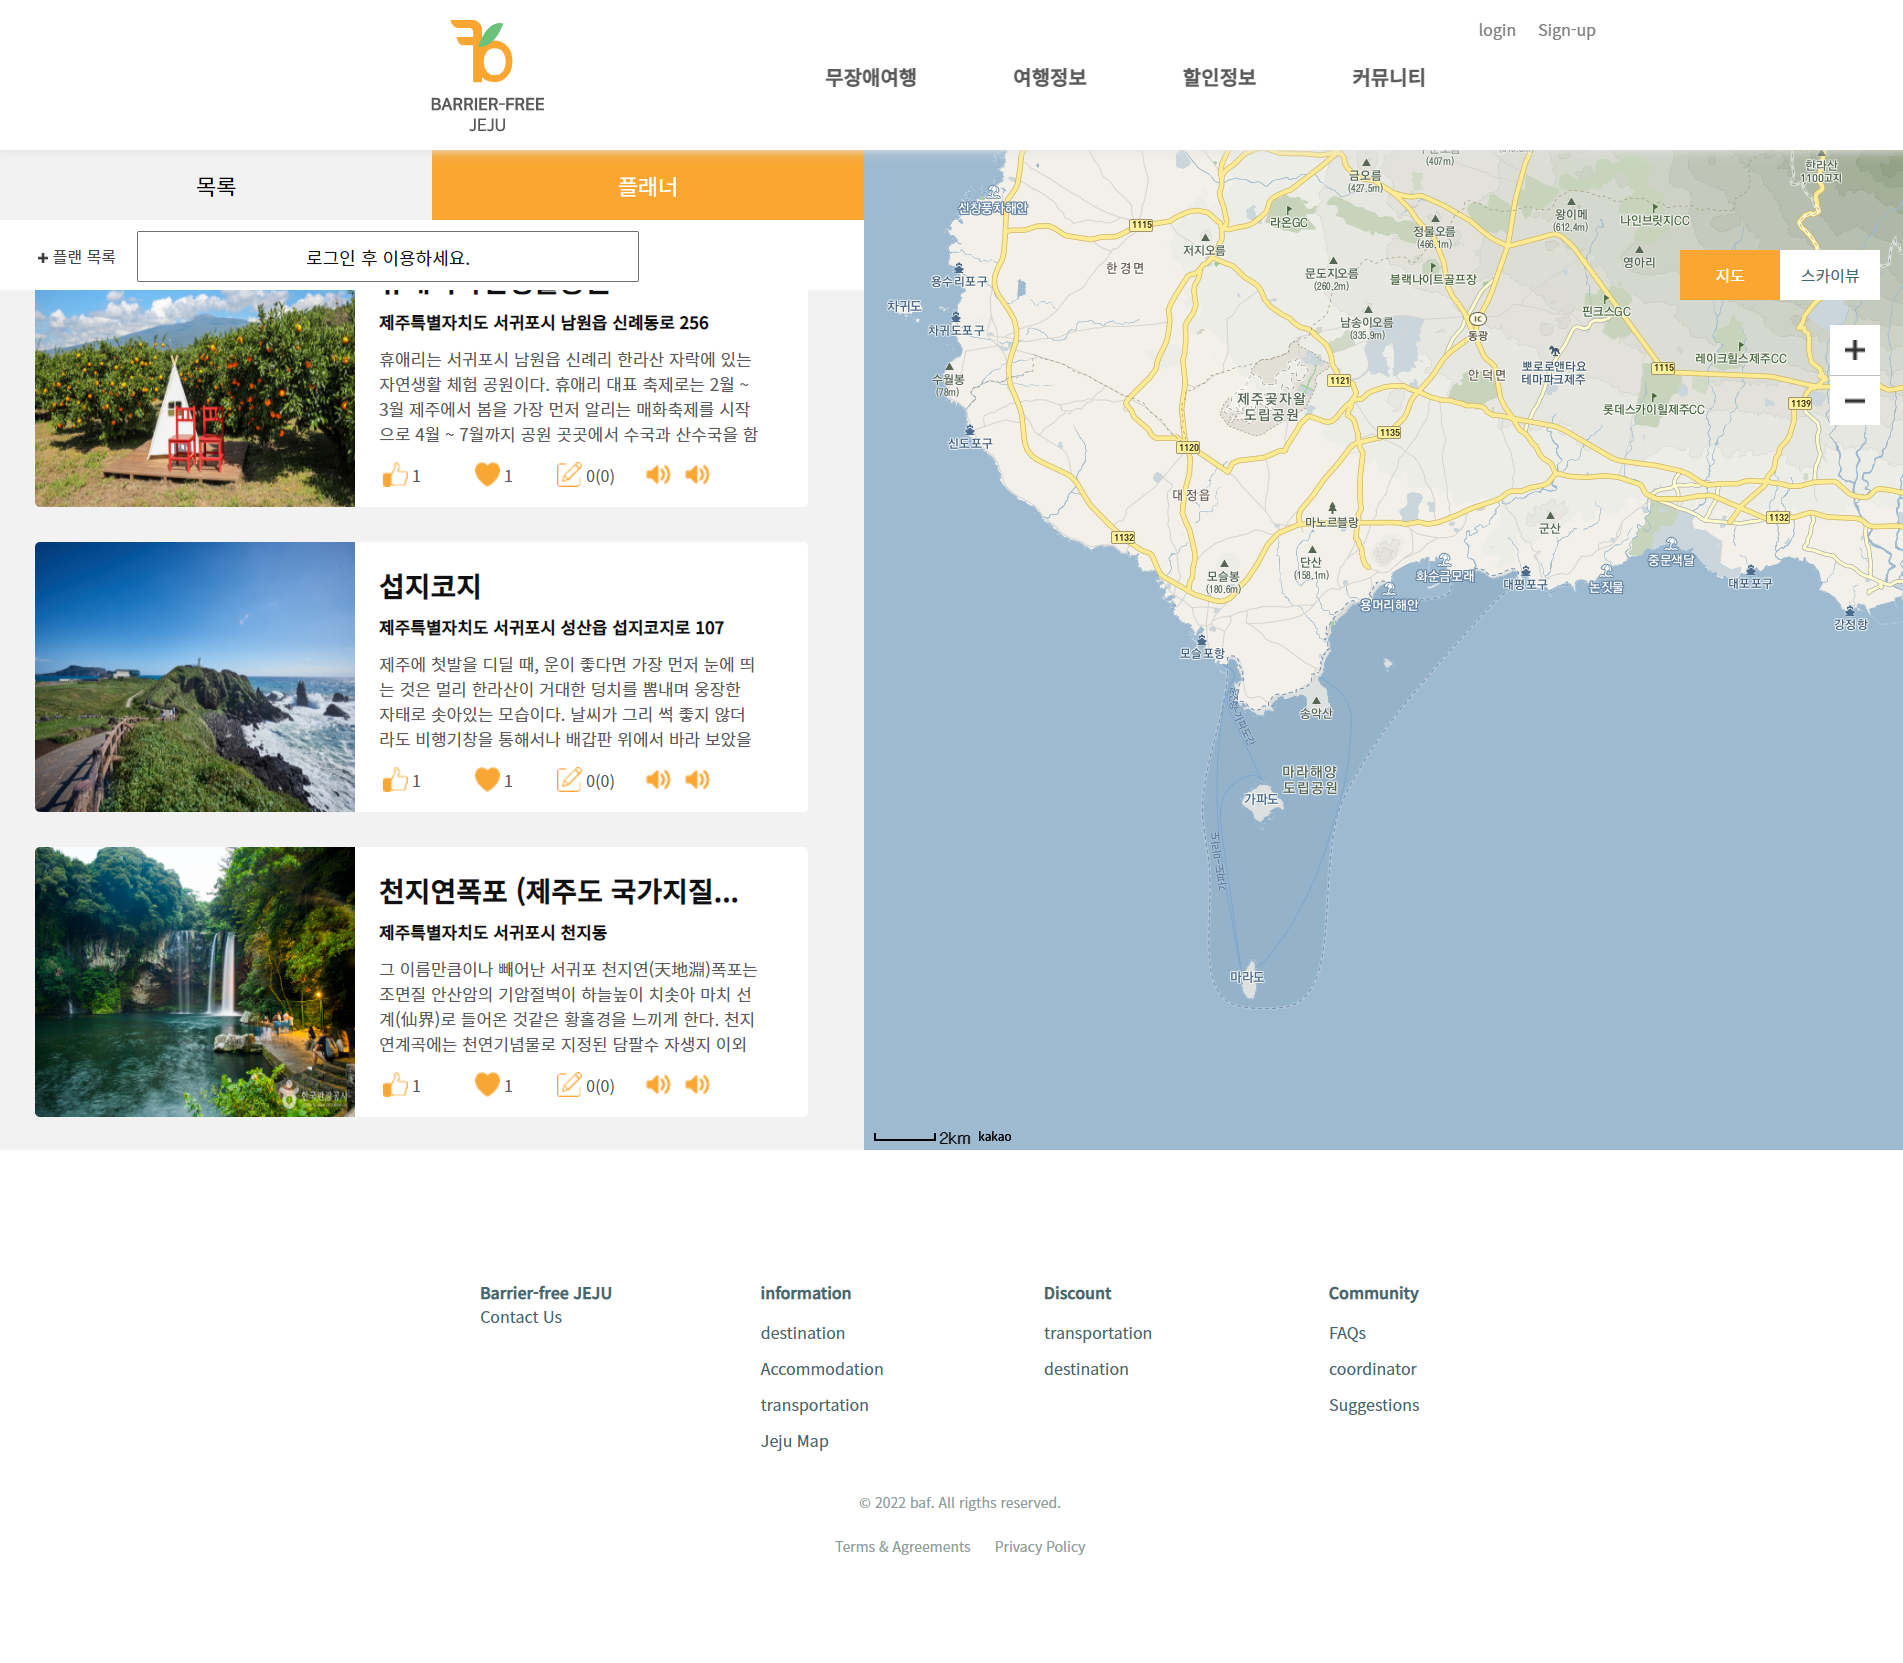 login Sign-up
BARRIER-FREE
JEJU
무장애여행 여행정보 할인정보 커뮤니티
목록 플래너
+ 플랜 목록 로그인 후 이용하세요.
제주특별자치도 서귀포시 남원읍 신례동로 256
휴애리는 서귀포시 남원읍 신례리 한라산 자락에 있는
자연생활 체험 공원이다. 휴애리 대표 축제로는 2월 ~
3월 제주에서 봄을 가장 먼저 알리는 매화축제를 시작
으로 4월 ~ 7월까지 공원 곳곳에서 수국과 산수국을 함
1 1 0(0)
섭지코지
제주특별자치도 서귀포시 성산읍 섭지코지로 107
제주에 첫발을 디딜 때, 운이 좋다면 가장 먼저 눈에 띄
는 것은 멀리 한라산이 거대한 덩치를 뽐내며 웅장한
자태로 솟아있는 모습이다. 날씨가 그리 썩 좋지 않더
라도 비행기창을 통해서나 배갑판 위에서 바라 보았을
1 1 0(0)
천지연폭포 (제주도 국가지질...
제주특별자치도 서귀포시 천지동
그 이름만큼이나 빼어난 서귀포 천지연(天地淵)폭포는
조면질 안산암의 기암절벽이 하늘높이 치솟아 마치 선
계(仙界)로 들어온 것같은 황홀경을 느끼게 한다. 천지
연계곡에는 천연기념물로 지정된 담팔수 자생지 이외
한국관광공사
1 1 0(0)
(407m)
한라산
1100고지
금오름
(427.5m)
신창풍차해안
라온GC
왕이메
(612.4m)
나인브릿지CC
1115
정물오름
(466.1m)
저지오름
영아리
한경면
문도지오름
(260.2m)
블랙나이트골프장
용수리포구
지도 스카이뷰
차귀도
핀크스GC
차귀도포구
남송이오름
(335.9m)
IC
동광
레이크힐스제주CC
뽀로로앤타요
테마파크제주
1115
안덕면
수월봉
(78m)
1121
제주곶자왈
도립공원
롯데스카이힐제주CC
1139
신도포구
1120
1135
대정읍
마노르블랑
군산
1132
1132
단산
(158.1m)
모슬봉
(180.6m)
화순금모래
대평포구
논짓물
중문색달
대포포구
용머리해안
강정항
모슬포항
송악산
마라해양
도립공원
가파도
마라도
2km kakao
Barrier-free JEJU
Contact Us
information
destination
Accommodation
transportation
Jeju Map
Discount
transportation
destination
Community
FAQs
coordinator
Suggestions
© 2022 baf. All rigths reserved.
Terms & Agreements Privacy Policy